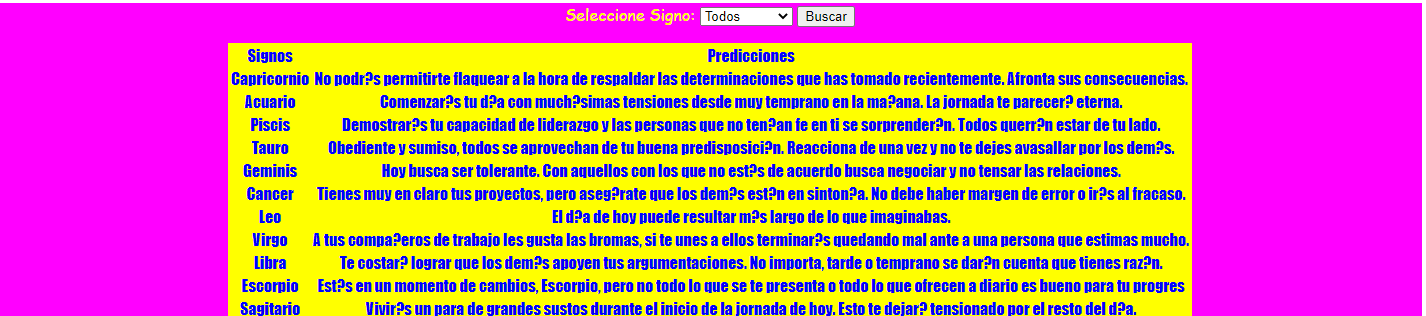 Seleccione Signo: Todos Buscar
Signos Predicciones
Capricornio No podr?s permitirte flaquear a la hora de respaldar las determinaciones que has tomado recientemente. Afronta sus consecuencias.
Acuario Comenzar?s tu d?a con much?simas tensiones desde muy temprano en la ma?ana. La jornada te parecer? eterna.
Piscis Demostrar?s tu capacidad de liderazgo y las personas que no ten?an fe en ti se sorprender?n. Todos querr?n estar de tu lado.
Tauro Obediente y sumiso, todos se aprovechan de tu buena predisposici?n. Reacciona de una vez y no te dejes avasallar por los dem?s.
Geminis Hoy busca ser tolerante. Con aquellos con los que no est?s de acuerdo busca negociar y no tensar las relaciones.
Cancer Tienes muy en claro tus proyectos, pero aseg?rate que los dem?s est?n en sinton?a. No debe haber margen de error o ir?s al fracaso.
Leo El d?a de hoy puede resultar m?s largo de lo que imaginabas.
Virgo A tus compa?eros de trabajo les gusta las bromas, si te unes a ellos terminar?s quedando mal ante a una persona que estimas mucho.
Libra Te costar? lograr que los dem?s apoyen tus argumentaciones. No importa, tarde o temprano se dar?n cuenta que tienes raz?n.
Escorpio Est?s en un momento de cambios, Escorpio, pero no todo lo que se te presenta o todo lo que ofrecen a diario es bueno para tu progres
Sagitario Vivir?s un para de grandes sustos durante el inicio de la jornada de hoy. Esto te dejar? tensionado por el resto del d?a.